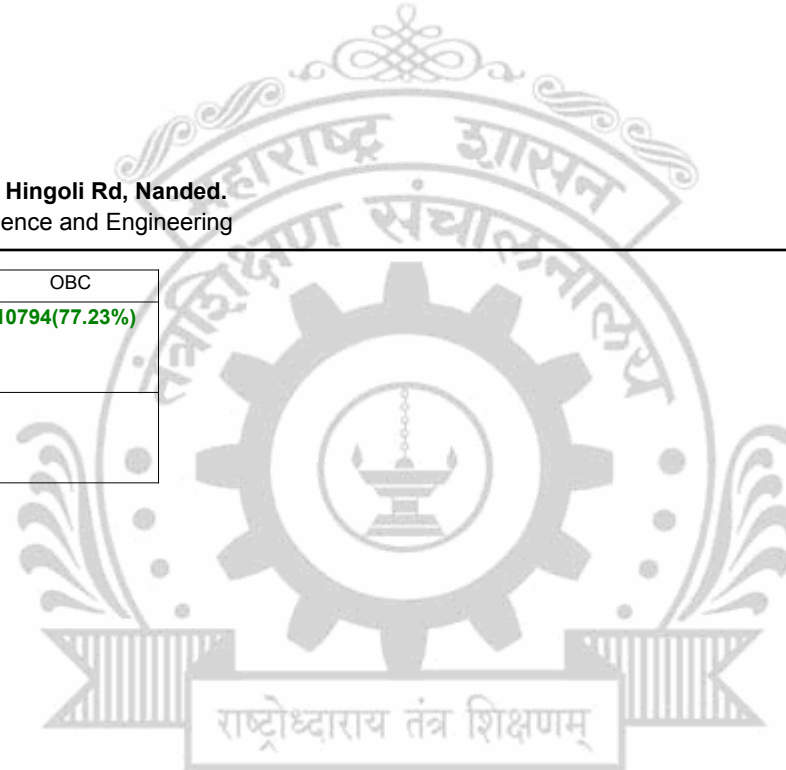 महाराष्ट्र शासन
Hingoli Rd, Nanded.
ence and Engineering
तंत्रशिक्षण संचालनालय
OBC
10794(77.23%)
राष्ट्रोध्दाराय तंत्र शिक्षणम्